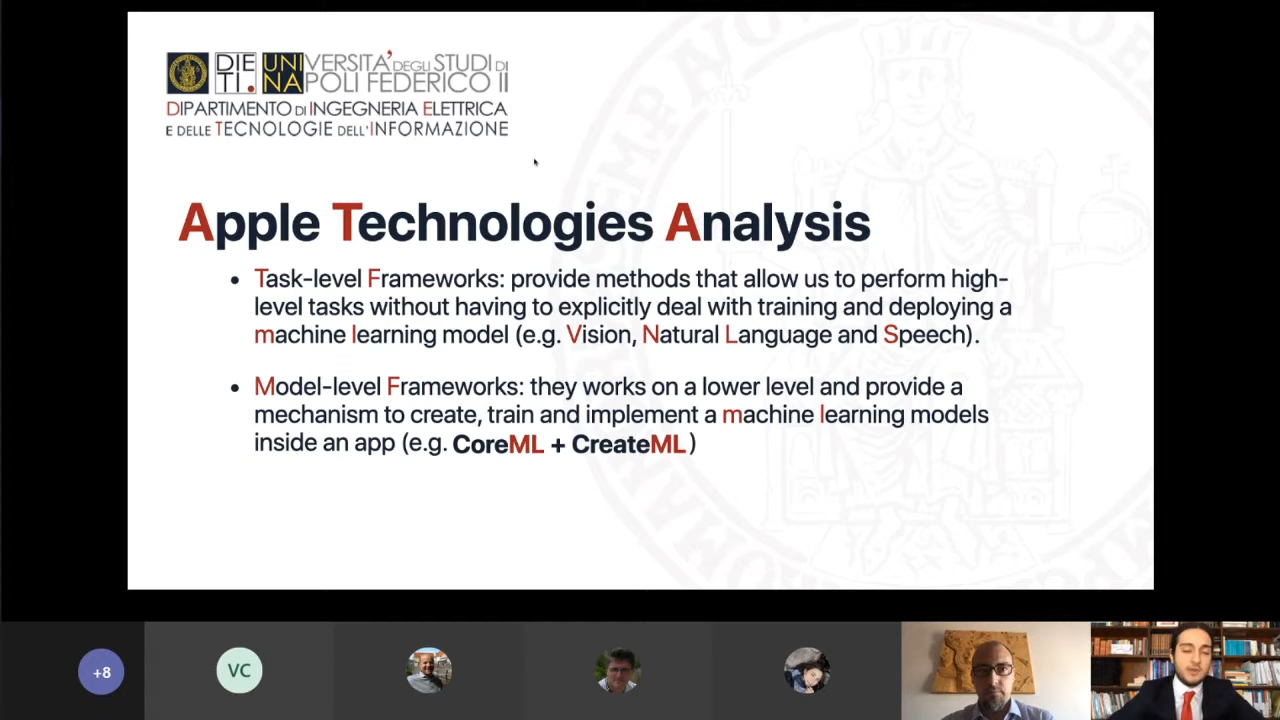 DIE
TI.
UNIVERSITA' DEGLI STUDI DI
NAPOLI FEDERICO II
DIPARTIMENTO DI INGEGNERIA ELETTRICA
E DELLE TECNOLOGIE DELL'INFORMAZIONE
Apple Technologies Analysis
• Task-level Frameworks: provide methods that allow us to perform high-
level tasks without having to explicitly deal with training and deploying a
machine learning model (e.g. Vision, Natural Language and Speech).
• Model-level Frameworks: they works on a lower level and provide a
mechanism to create, train and implement a machine learning models
inside an app (e.g. CoreML + CreateML)
+8
VC